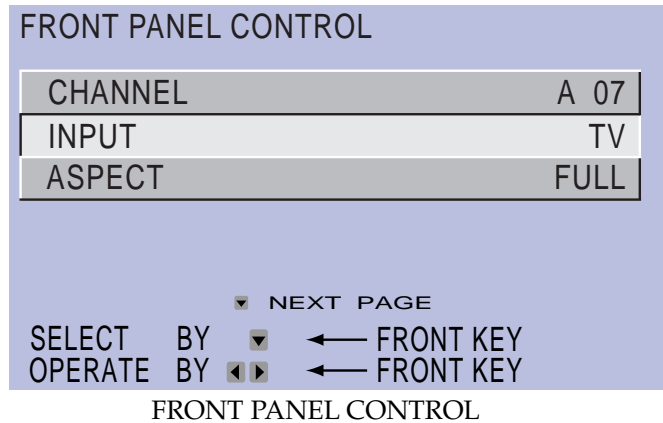 FRONT PANEL CONTROL
CHANNEL A 07
INPUT TV
ASPECT FULL
NEXT PAGE
SELECT BY ← FRONT KEY
OPERATE BY ← FRONT KEY
FRONT PANEL CONTROL